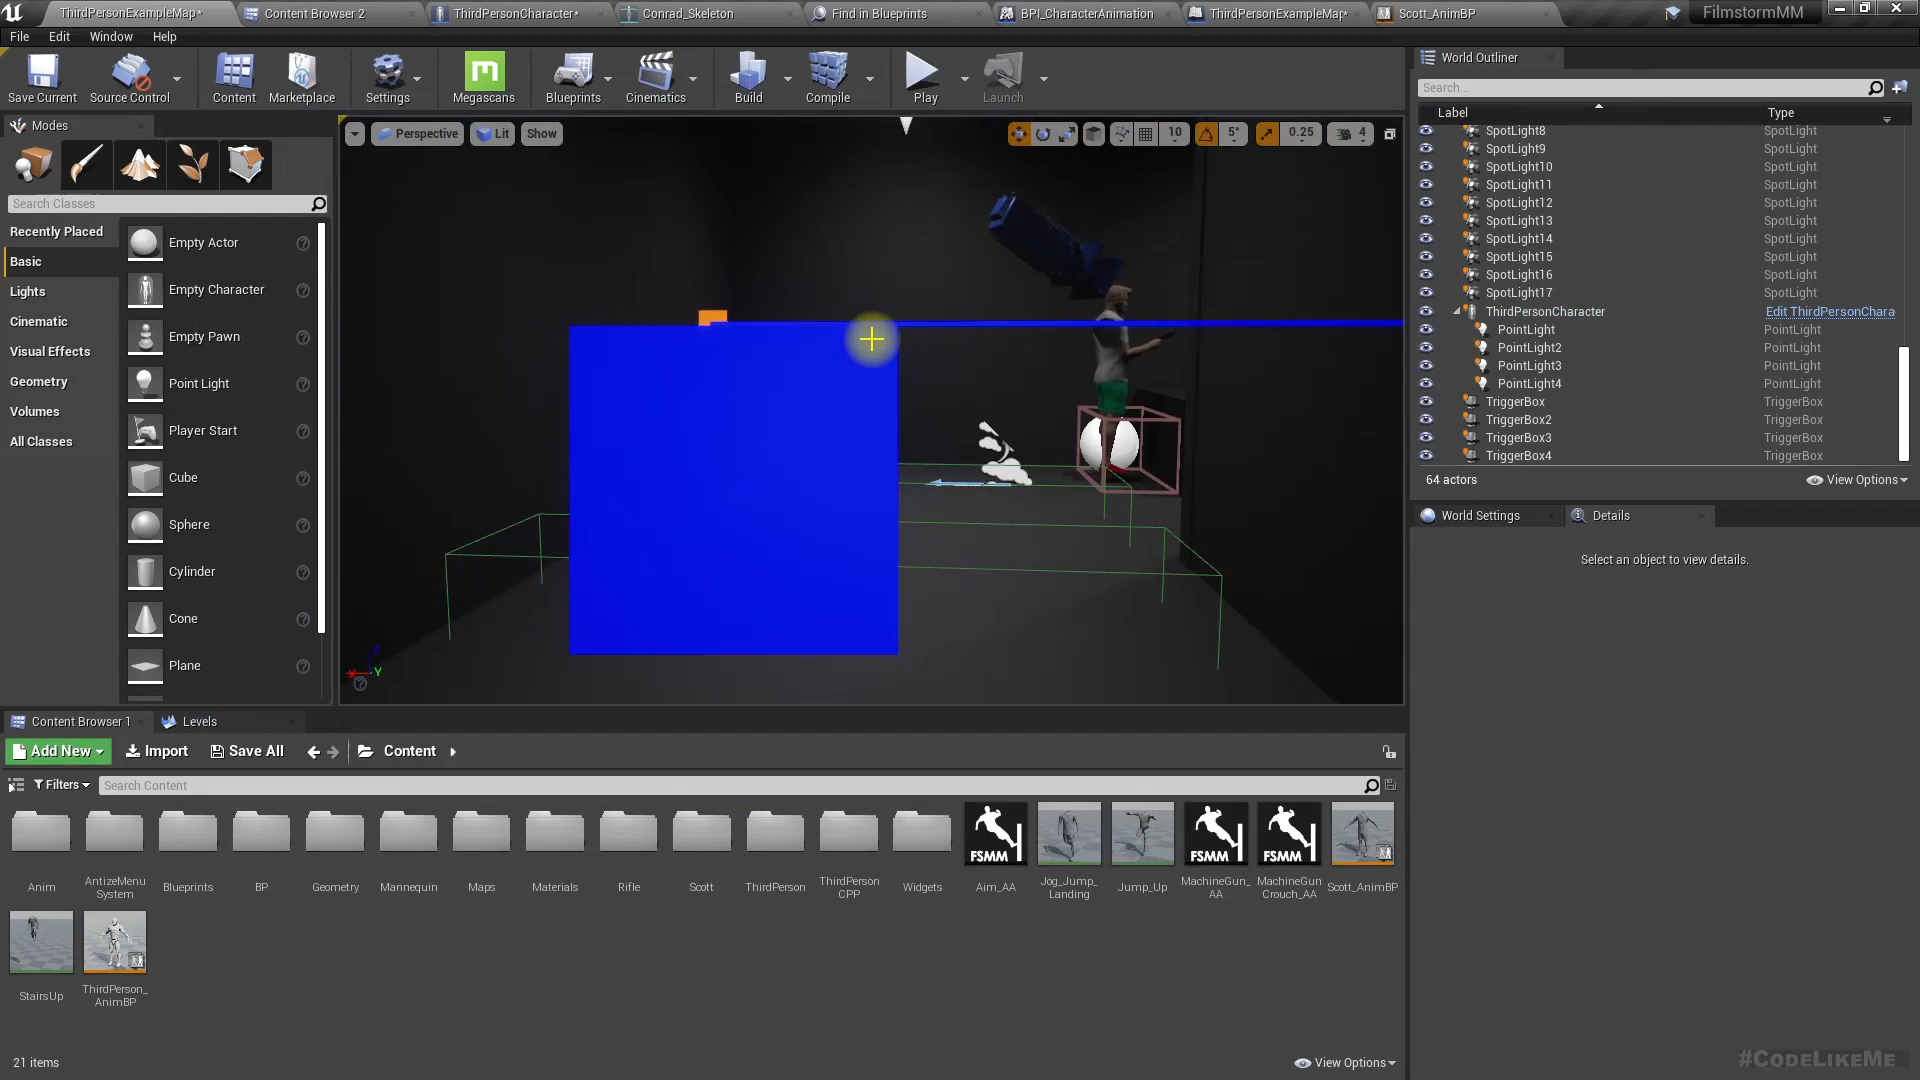 ThirdPersonExampleMap*
Content Browser 2
ThirdPersonCharacter*
Conrad_Skeleton
Find in Blueprints
BPI_CharacterAnimation
ThirdPersonExampleMap*
Scott_AnimBP
FilmstormMM
File
Edit
Window
Help
Save Current
Source Control
Content
Marketplace
Settings
Megascans
Blueprints
Cinematics
Build
Compile
Play
Launch
Modes
Search Classes
Recently Placed
Basic
Lights
Cinematic
Visual Effects
Geometry
Volumes
All Classes
Empty Actor
Empty Character
Empty Pawn
Point Light
Player Start
Cube
Sphere
Cylinder
Cone
Plane
Perspective
Lit
Show
10
5°
0.25
4
Z
X
Y
World Outliner
Search...
Label
Type
SpotLight8 SpotLight
SpotLight9 SpotLight
SpotLight10 SpotLight
SpotLight11 SpotLight
SpotLight12 SpotLight
SpotLight13 SpotLight
SpotLight14 SpotLight
SpotLight15 SpotLight
SpotLight16 SpotLight
SpotLight17 SpotLight
ThirdPersonCharacter Edit ThirdPersonChara
PointLight PointLight
PointLight2 PointLight
PointLight3 PointLight
PointLight4 PointLight
TriggerBox TriggerBox
TriggerBox2 TriggerBox
TriggerBox3 TriggerBox
TriggerBox4 TriggerBox
64 actors
View Options
World Settings
Details
Select an object to view details.
Content Browser 1
Levels
Add New
Import
Save All
Content
Filters
Search Content
Anim
AntizeMenu
System
Blueprints
BP
Geometry
Mannequin
Maps
Materials
Rifle
Scott
ThirdPerson
ThirdPerson
CPP
Widgets
FSMM
Aim_AA
Jog_Jump_
Landing
Jump_Up
FSMM
MachineGun_
AA
FSMM
MachineGun
Crouch_AA
Scott_AnimBP
StairsUp
ThirdPerson_
AnimBP
21 items
View Options
#CodeLikeMe